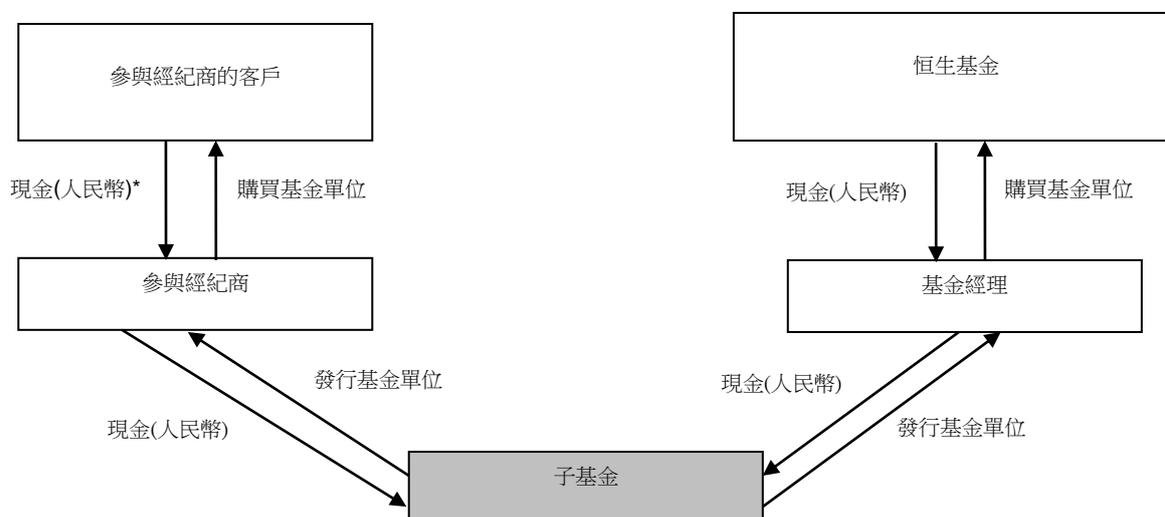 參與經紀商的客戶
恒生基金
現金(人民幣)*
購買基金單位
現金(人民幣)
購買基金單位
參與經紀商
基金經理
發行基金單位
現金(人民幣)
現金(人民幣)
發行基金單位
子基金